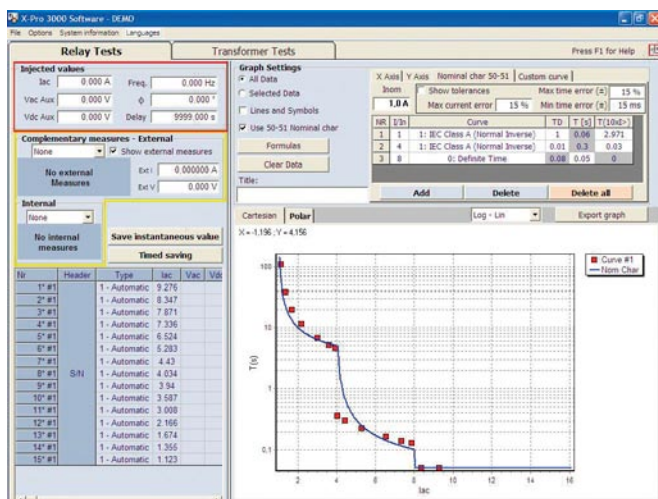 X-Pro 3000 Software - DEMO
File Options System information Languages
Relay Tests
Transformer Tests
Press F1 for Help
Injected values
Iac 0.000 A Freq. 0.000 Hz
Vac Aux 0.000 V ϕ 0.000 °
Vdc Aux 0.000 V Delay 9999.000 s
Complementary measures - External
None Show external measures
No external Measures
Ext I 0.000000 A
Ext V 0.000 V
Internal
None
No internal measures
Save instantaneous value
Timed saving
Nr Header Type Iac Vac Vdc
1° #1 1 - Automatic 9.276
2° #1 1 - Automatic 8.347
3° #1 1 - Automatic 7.871
4° #1 1 - Automatic 7.336
5° #1 1 - Automatic 6.524
6° #1 1 - Automatic 5.283
7° #1 1 - Automatic 4.43
8° #1 S/N 1 - Automatic 4.034
9° #1 1 - Automatic 3.94
10° #1 1 - Automatic 3.587
11° #1 1 - Automatic 3.008
12° #1 1 - Automatic 2.166
13° #1 1 - Automatic 1.674
14° #1 1 - Automatic 1.355
15° #1 1 - Automatic 1.123
Graph Settings
All Data
Selected Data
Lines and Symbols
Use 50-51 Nominal char
Formulas
Clear Data
Title:
X Axis Y Axis Nominal char 50-51 Custom curve
Inom Show tolerances Max time error (±) 15 %
1,0 A Max current error 15 % Min time error (±) 15 ms
NR I/In Curve TD T [s] T(10xI>)
1 1 1: IEC Class A (Normal Inverse) 1 0.06 2.971
2 4 1: IEC Class A (Normal Inverse) 0.01 0.3 0.03
3 8 0: Definite Time 0.08 0.05 0
Add Delete Delete all
Cartesian Polar Log - Lin Export graph
X = -1,196 ; Y = 4,156
Curve #1
Nom Char
T(s)
100
10
1
0,1
2 4 6 8 10 12 14 16
Iac